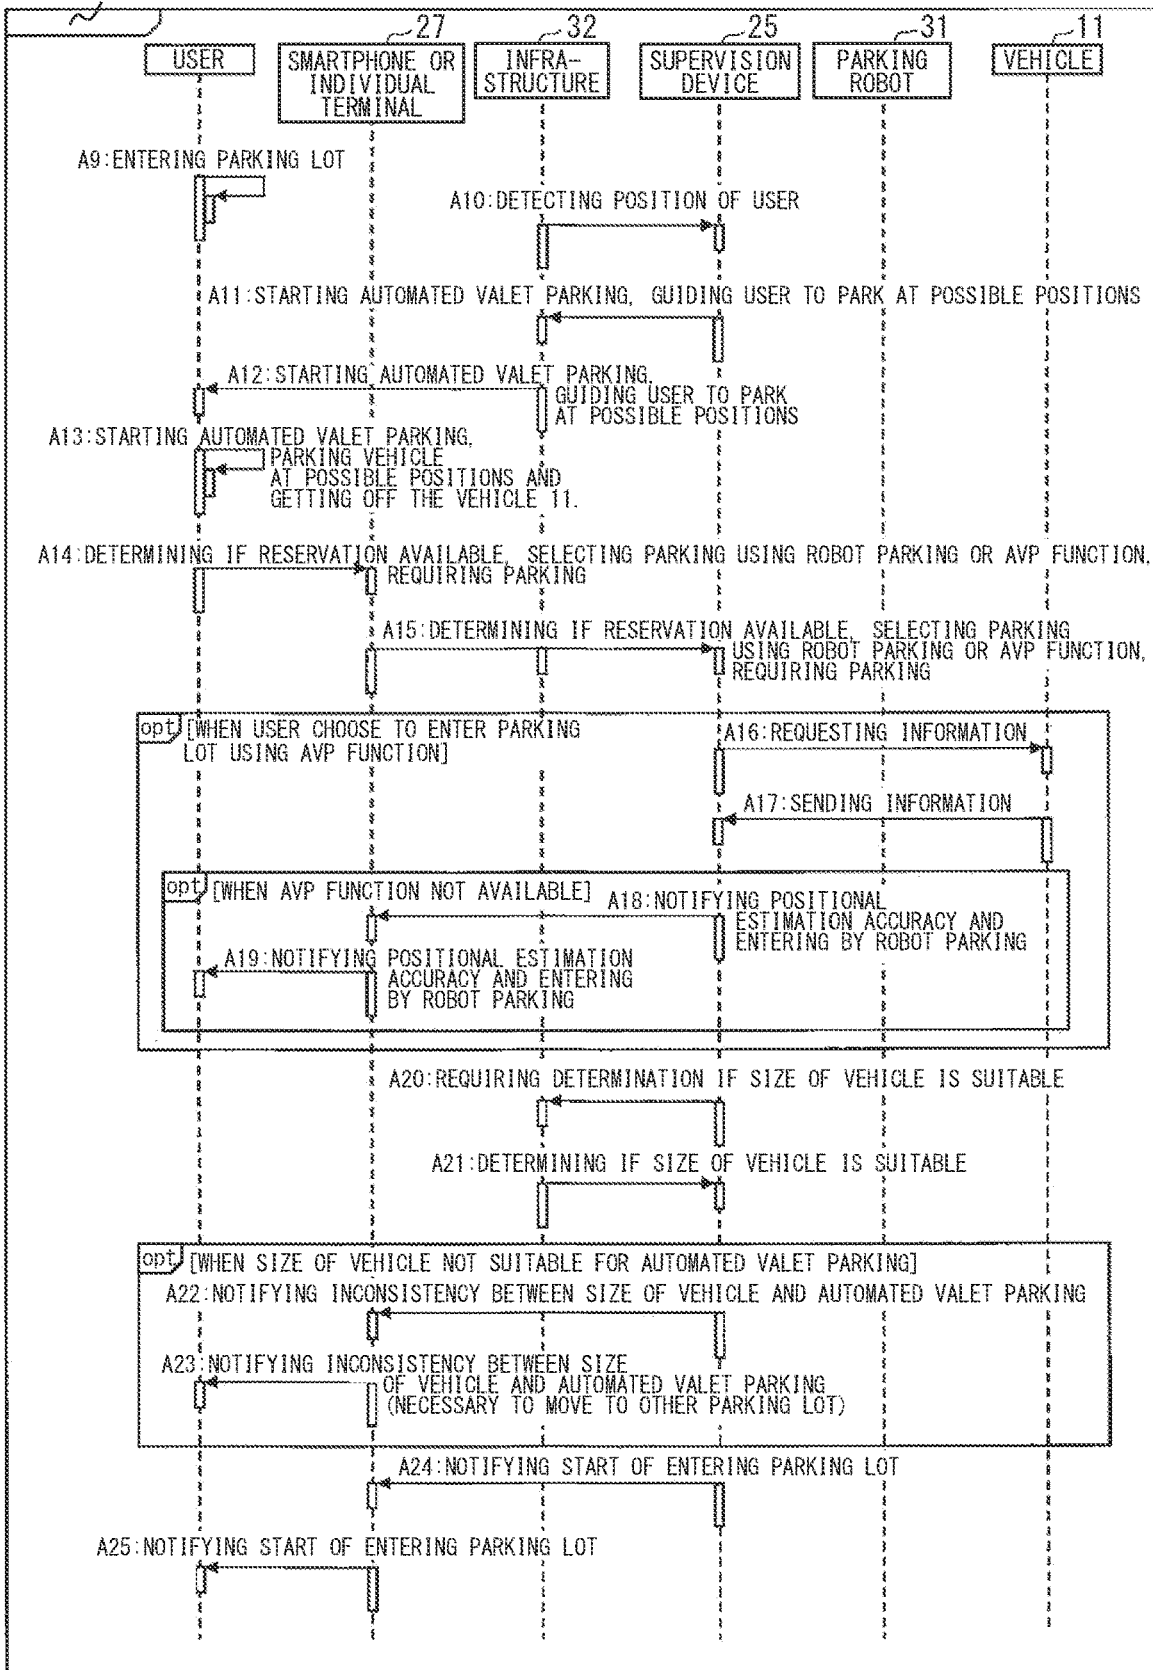 27
32
25
31
11
USER
SMARTPHONE OR
INDIVIDUAL
TERMINAL
INFRA-
STRUCTURE
SUPERVISION
DEVICE
PARKING
ROBOT
VEHICLE
A9:ENTERING PARKING LOT
A10:DETECTING POSITION OF USER
A11:STARTING AUTOMATED VALET PARKING, GUIDING USER TO PARK AT POSSIBLE POSITIONS
A12:STARTING AUTOMATED VALET PARKING,
GUIDING USER TO PARK
AT POSSIBLE POSITIONS
A13:STARTING AUTOMATED VALET PARKING,
PARKING VEHICLE
AT POSSIBLE POSITIONS AND
GETTING OFF THE VEHICLE 11.
A14:DETERMINING IF RESERVATION AVAILABLE, SELECTING PARKING USING ROBOT PARKING OR AVP FUNCTION,
REQUIRING PARKING
A15:DETERMINING IF RESERVATION AVAILABLE, SELECTING PARKING
USING ROBOT PARKING OR AVP FUNCTION,
REQUIRING PARKING
opt [WHEN USER CHOOSE TO ENTER PARKING
LOT USING AVP FUNCTION]
A16:REQUESTING INFORMATION
A17:SENDING INFORMATION
opt [WHEN AVP FUNCTION NOT AVAILABLE]
A18:NOTIFYING POSITIONAL
ESTIMATION ACCURACY AND
ENTERING BY ROBOT PARKING
A19:NOTIFYING POSITIONAL ESTIMATION
ACCURACY AND ENTERING
BY ROBOT PARKING
A20:REQUIRING DETERMINATION IF SIZE OF VEHICLE IS SUITABLE
A21:DETERMINING IF SIZE OF VEHICLE IS SUITABLE
opt [WHEN SIZE OF VEHICLE NOT SUITABLE FOR AUTOMATED VALET PARKING]
A22:NOTIFYING INCONSISTENCY BETWEEN SIZE OF VEHICLE AND AUTOMATED VALET PARKING
A23:NOTIFYING INCONSISTENCY BETWEEN SIZE
OF VEHICLE AND AUTOMATED VALET PARKING
(NECESSARY TO MOVE TO OTHER PARKING LOT)
A24:NOTIFYING START OF ENTERING PARKING LOT
A25:NOTIFYING START OF ENTERING PARKING LOT